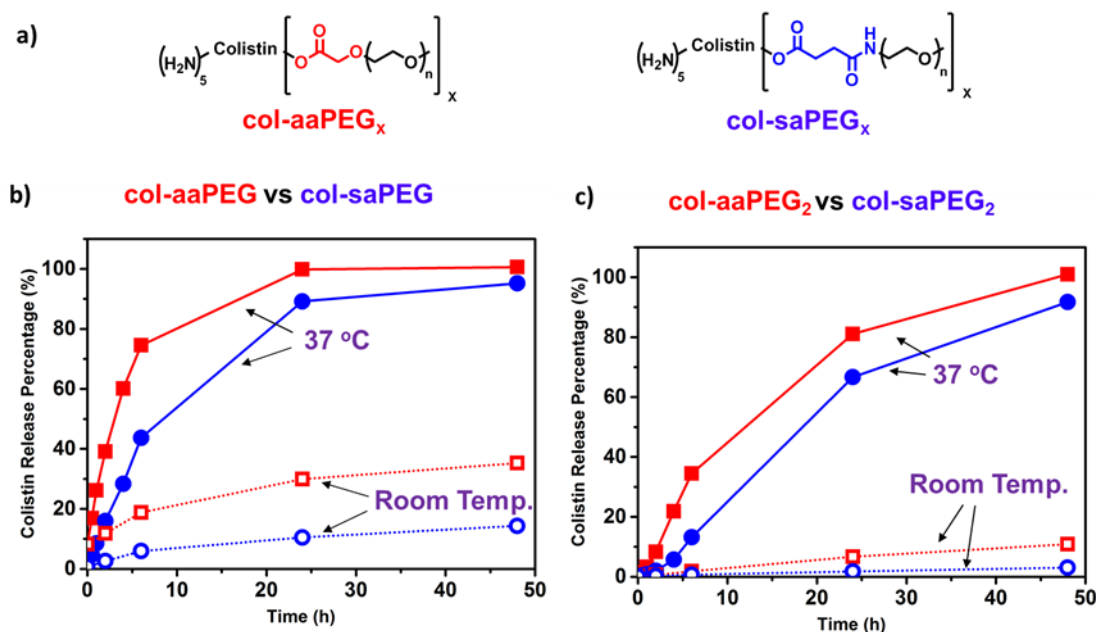 a)
(H₂N)₅ Colistin O O O O n X
col-aaPEGₓ
(H₂N)₅ Colistin O O O H N O n X
col-saPEGₓ
b)
col-aaPEG vs col-saPEG
Colistin Release Percentage (%)
100
80
60
40
20
0
37 °C
Room Temp.
0 10 20 30 40 50
Time (h)
c)
col-aaPEG₂ vs col-saPEG₂
Colistin Release Percentage (%)
100
80
60
40
20
0
37 °C
Room Temp.
0 10 20 30 40 50
Time (h)